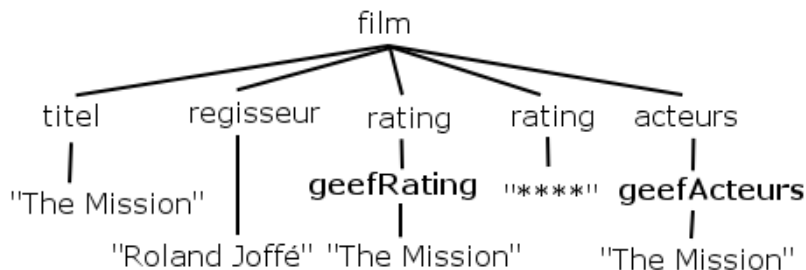 film
titel regisseur rating rating acteurs
"The Mission" geefRating "****" geefActeurs
"Roland Joffé" "The Mission" "The Mission"